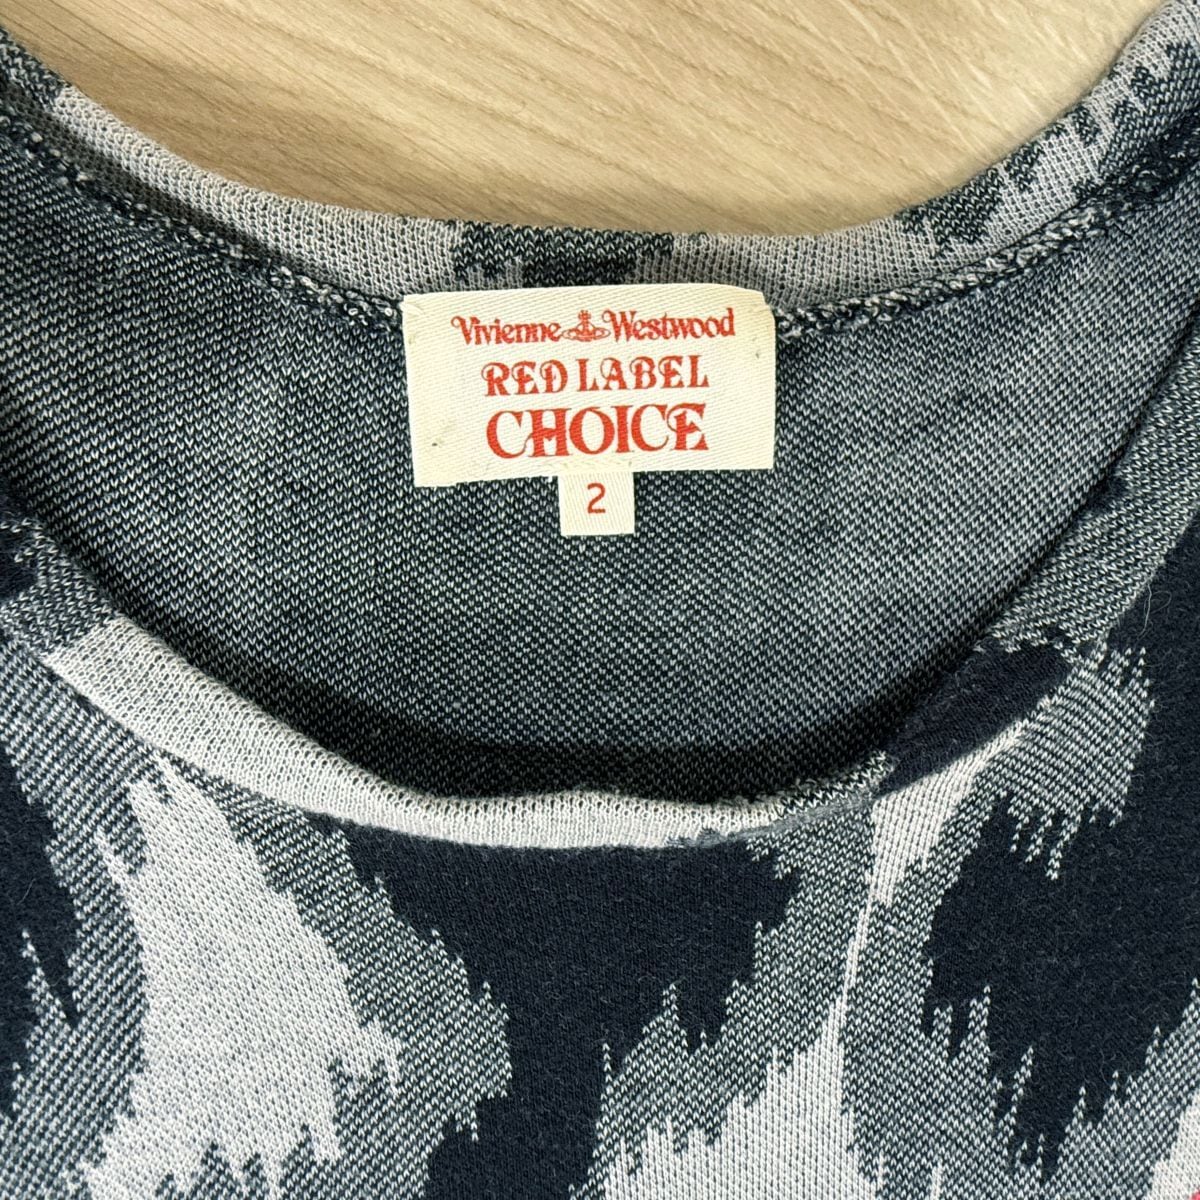 Vivienne Westwood
RED LABEL
CHOICE
2